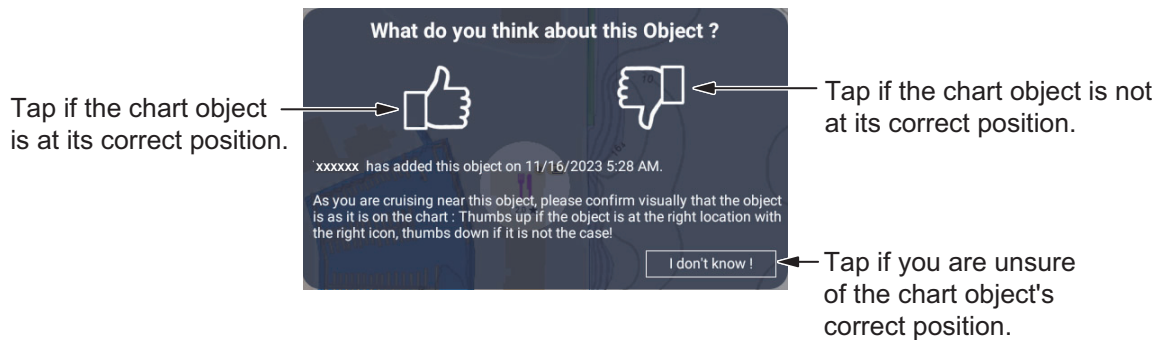 What do you think about this Object ?
Tap if the chart object
is at its correct position.
Tap if the chart object is not
at its correct position.
xxxxxx has added this object on 11/16/2023 5:28 AM.
As you are cruising near this object, please confirm visually that the object
is as it is on the chart : Thumbs up if the object is at the right location with
the right icon, thumbs down if it is not the case!
I don't know !
Tap if you are unsure
of the chart object's
correct position.